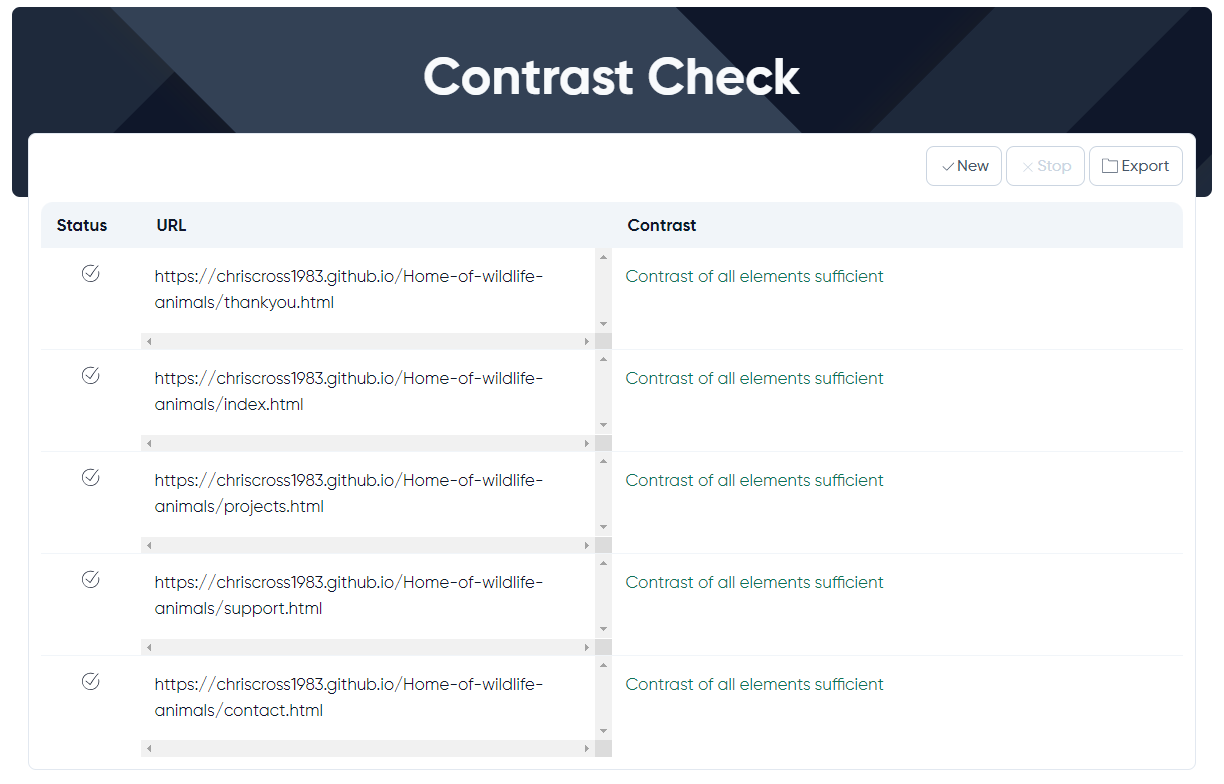 Contrast Check
New Stop Export
Status URL Contrast
https://chriscross1983.github.io/Home-of-wildlife- Contrast of all elements sufficient
animals/thankyou.html
https://chriscross1983.github.io/Home-of-wildlife- Contrast of all elements sufficient
animals/index.html
https://chriscross1983.github.io/Home-of-wildlife- Contrast of all elements sufficient
animals/projects.html
https://chriscross1983.github.io/Home-of-wildlife- Contrast of all elements sufficient
animals/support.html
https://chriscross1983.github.io/Home-of-wildlife- Contrast of all elements sufficient
animals/contact.html